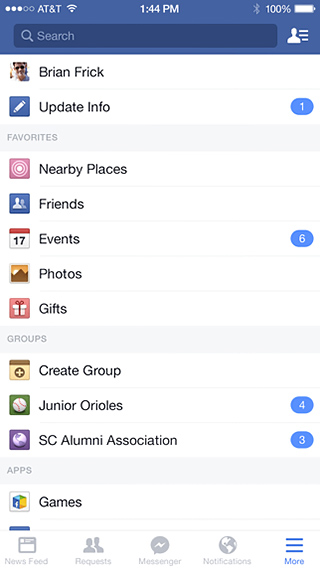 AT&T 1:44 PM 100%
Search
Brian Frick
Update Info 1
FAVORITES
Nearby Places
Friends
17 Events 6
Photos
Gifts
GROUPS
Create Group
Junior Orioles 4
SC Alumni Association 3
APPS
Games
News Feed Requests Messenger Notifications More